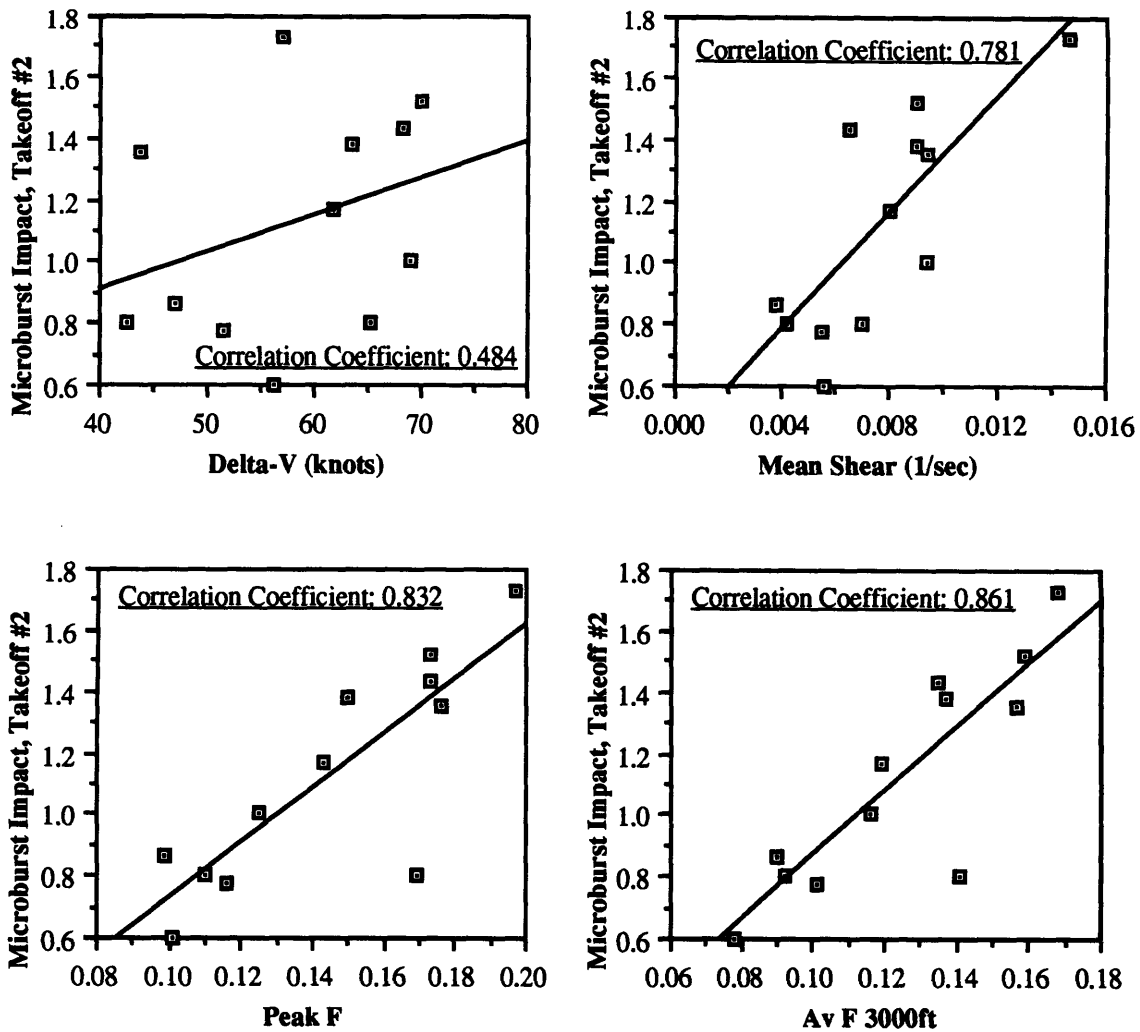 1.8
1.6
1.4
1.2
1.0
0.8
0.6
Microburst Impact, Takeoff #2
Correlation Coefficient: 0.484
40 50 60 70 80
Delta-V (knots)
1.8
1.6
1.4
1.2
1.0
0.8
0.6
Microburst Impact, Takeoff #2
Correlation Coefficient: 0.781
0.000 0.004 0.008 0.012 0.016
Mean Shear (1/sec)
1.8
1.6
1.4
1.2
1.0
0.8
0.6
Microburst Impact, Takeoff #2
Correlation Coefficient: 0.832
0.08 0.10 0.12 0.14 0.16 0.18 0.20
Peak F
1.8
1.6
1.4
1.2
1.0
0.8
0.6
Microburst Impact, Takeoff #2
Correlation Coefficient: 0.861
0.06 0.08 0.10 0.12 0.14 0.16 0.18
Av F 3000ft